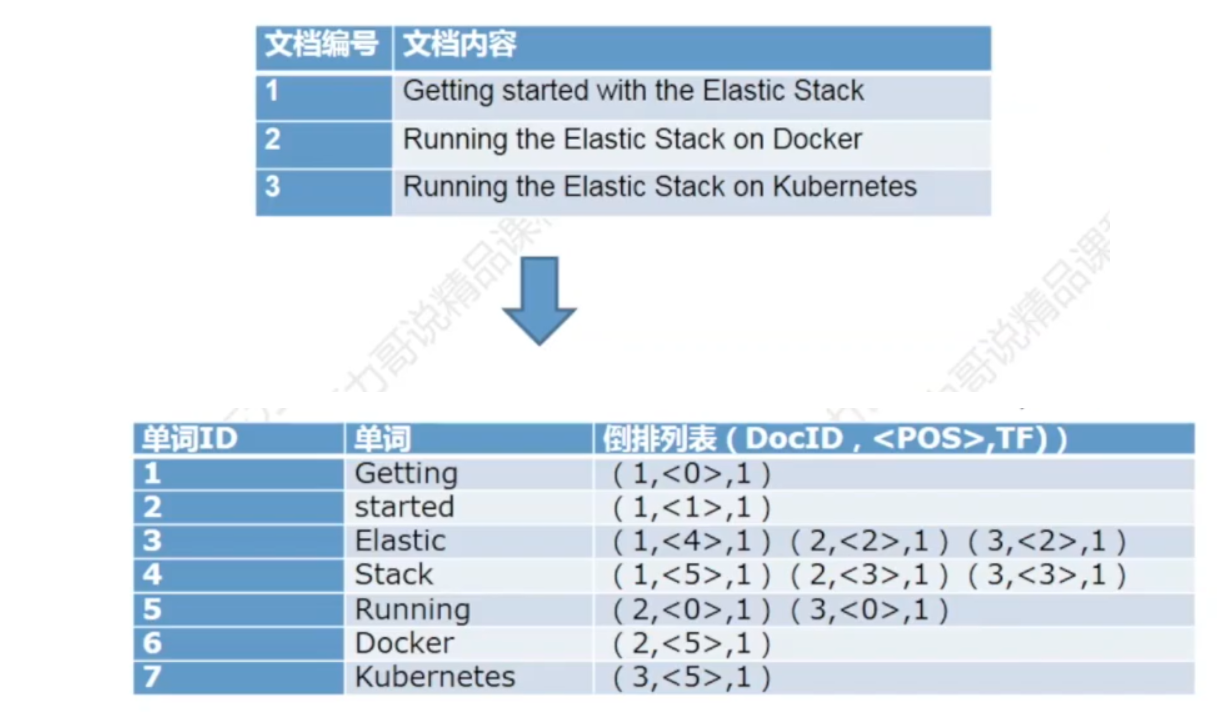 文档编号 文档内容
1 Getting started with the Elastic Stack
2 Running the Elastic Stack on Docker
3 Running the Elastic Stack on Kubernetes
力哥说精品课
力哥说精品课
单词ID 单词 倒排列表（DocID，<POS>,TF)）
1 Getting （1,<0>,1）
2 started （1,<1>,1）
3 Elastic （1,<4>,1）（2,<2>,1）（3,<2>,1）
4 Stack （1,<5>,1）（2,<3>,1）（3,<3>,1）
5 Running （2,<0>,1）（3,<0>,1）
6 Docker （2,<5>,1）
7 Kubernetes （3,<5>,1）